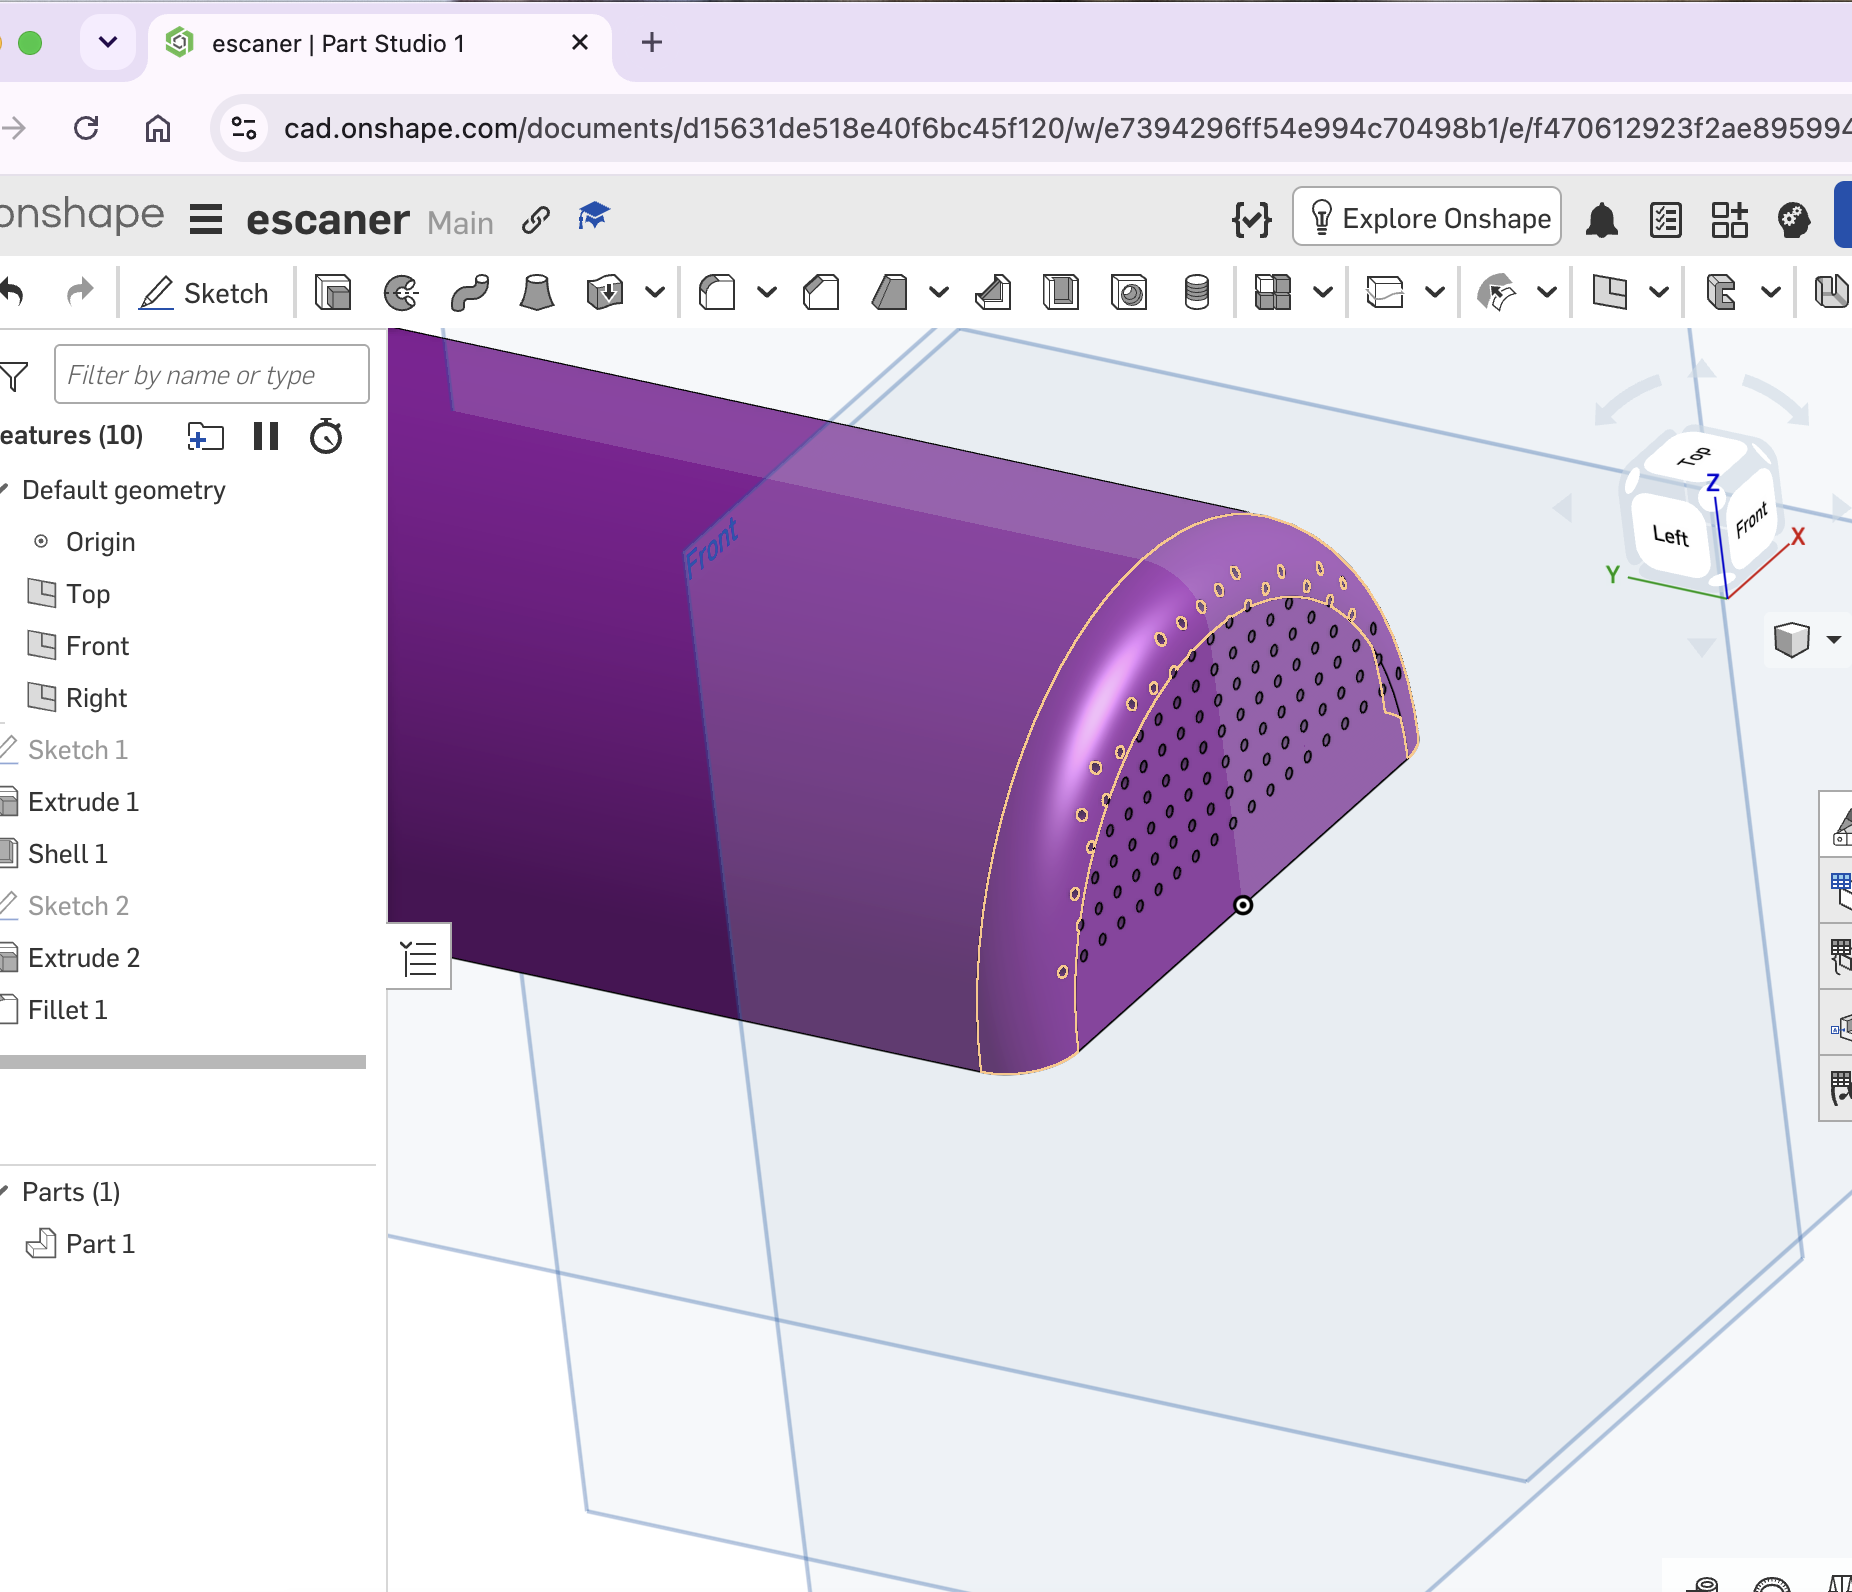 escaner | Part Studio 1
cad.onshape.com/documents/d15631de518e40f6bc45f120/w/e7394296ff54e994c70498b1/e/f470612923f2ae895994
onshape escaner Main Explore Onshape
Sketch
Filter by name or type
eatures (10)
Default geometry
Origin
Top
Front
Right
Sketch 1
Extrude 1
Shell 1
Sketch 2
Extrude 2
Fillet 1
Parts (1)
Part 1
Front
Top
Z
Left
Front
X
Y